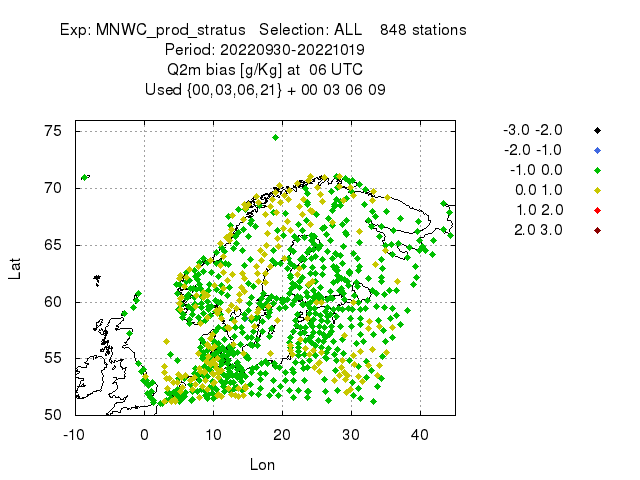 Exp: MNWC_prod_stratus   Selection: ALL    848 stations
Period: 20220930-20221019
Q2m bias [g/Kg] at  06 UTC
Used {00,03,06,21} + 00 03 06 09
-3.0 -2.0
-2.0 -1.0
-1.0 0.0
0.0 1.0
1.0 2.0
2.0 3.0
75
70
65
60
55
50
Lat
-10 0 10 20 30 40
Lon